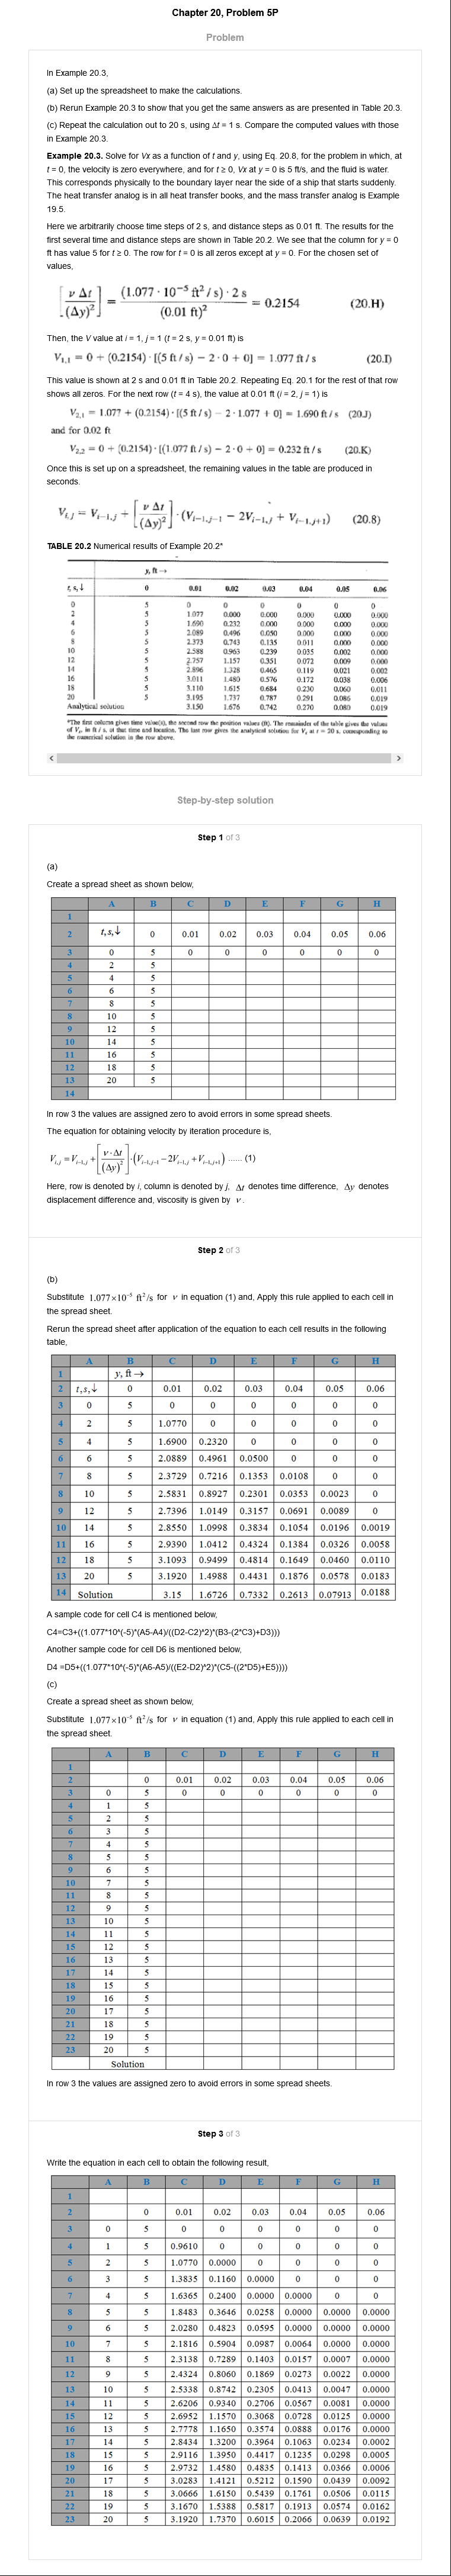 Chapter 20, Problem 5P
Problem
In Example 20.3,
(a) Set up the spreadsheet to make the calculations.
(b) Rerun Example 20.3 to show that you get the same answers as are presented in Table 20.3.
(c) Repeat the calculation out to 20 s, using Δt = 1 s. Compare the computed values with those
in Example 20.3.
Example 20.3. Solve for Vx as a function of t and y, using Eq. 20.8, for the problem in which, at
t = 0, the velocity is zero everywhere, and for t ≥ 0, Vx at y = 0 is 5 ft/s, and the fluid is water.
This corresponds physically to the boundary layer near the side of a ship that starts suddenly.
The heat transfer analog is in all heat transfer books, and the mass transfer analog is Example
19.5.
Here we arbitrarily choose time steps of 2 s, and distance steps as 0.01 ft. The results for the
first several time and distance steps are shown in Table 20.2. We see that the column for y = 0
ft has value 5 for t ≥ 0. The row for t = 0 is all zeros except at y = 0. For the chosen set of
values,
[ν Δt / (Δy)²] = (1.077 · 10⁻⁵ ft² / s) · 2 s / (0.01 ft)² = 0.2154 (20.H)
Then, the V value at i = 1, j = 1 (t = 2 s, y = 0.01 ft) is
V₁,₁ = 0 + (0.2154) · [(5 ft / s) − 2 · 0 + 0] = 1.077 ft / s (20.I)
This value is shown at 2 s and 0.01 ft in Table 20.2. Repeating Eq. 20.1 for the rest of that row
shows all zeros. For the next row (t = 4 s), the value at 0.01 ft (i = 2, j = 1) is
V₂,₁ = 1.077 + (0.2154) · [(5 ft / s) − 2 · 1.077 + 0] = 1.690 ft / s (20.J)
and for 0.02 ft
V₂,₂ = 0 + (0.2154) · [(1.077 ft / s) − 2 · 0 + 0] = 0.232 ft / s (20.K)
Once this is set up on a spreadsheet, the remaining values in the table are produced in
seconds.
Vi,j = Vi−1,j + [ν Δt / (Δy)²] · (Vi−1,j−1 − 2Vi−1,j + Vi−1,j+1) (20.8)
TABLE 20.2 Numerical results of Example 20.2*
y, ft →
t, s, ↓ 0 0.01 0.02 0.03 0.04 0.05 0.06
0 5 0 0 0 0 0 0
2 5 1.077 0.000 0.000 0.000 0.000 0.000
4 5 1.690 0.232 0.000 0.000 0.000 0.000
6 5 2.089 0.496 0.050 0.000 0.000 0.000
8 5 2.373 0.743 0.135 0.011 0.000 0.000
10 5 2.588 0.963 0.239 0.035 0.002 0.000
12 5 2.757 1.157 0.351 0.072 0.009 0.000
14 5 2.896 1.328 0.465 0.119 0.021 0.002
16 5 3.011 1.480 0.576 0.172 0.038 0.006
18 5 3.110 1.615 0.684 0.230 0.060 0.011
20 5 3.195 1.737 0.787 0.291 0.086 0.019
Analytical solution 3.150 1.676 0.742 0.270 0.080 0.019
*The first column gives time value(s), the second row the position values (ft). The remainder of the table gives the values
of Vx, in ft / s, at that time and location. The last row gives the analytical solution for Vx at t = 20 s, corresponding to
the numerical solution in the row above.
Step-by-step solution
Step 1 of 3
(a)
Create a spread sheet as shown below,
A B C D E F G H
1
2 t,s,↓ 0 0.01 0.02 0.03 0.04 0.05 0.06
3 0 5 0 0 0 0 0 0
4 2 5
5 4 5
6 6 5
7 8 5
8 10 5
9 12 5
10 14 5
11 16 5
12 18 5
13 20 5
14
In row 3 the values are assigned zero to avoid errors in some spread sheets.
The equation for obtaining velocity by iteration procedure is,
Vi,j = Vi−1,j + [ν·Δt / (Δy)²]·(Vi−1,j−1 − 2Vi−1,j + Vi−1,j+1) ...... (1)
Here, row is denoted by i, column is denoted by j, Δt denotes time difference, Δy denotes
displacement difference and, viscosity is given by ν.
Step 2 of 3
(b)
Substitute 1.077×10⁻⁵ ft²/s for ν in equation (1) and, Apply this rule applied to each cell in
the spread sheet.
Rerun the spread sheet after application of the equation to each cell results in the following
table,
A B C D E F G H
1 y, ft →
2 t,s,↓ 0 0.01 0.02 0.03 0.04 0.05 0.06
3 0 5 0 0 0 0 0 0
4 2 5 1.0770 0 0 0 0 0
5 4 5 1.6900 0.2320 0 0 0 0
6 6 5 2.0889 0.4961 0.0500 0 0 0
7 8 5 2.3729 0.7216 0.1353 0.0108 0 0
8 10 5 2.5831 0.8927 0.2301 0.0353 0.0023 0
9 12 5 2.7396 1.0149 0.3157 0.0691 0.0089 0
10 14 5 2.8550 1.0998 0.3834 0.1054 0.0196 0.0019
11 16 5 2.9390 1.0412 0.4324 0.1384 0.0326 0.0058
12 18 5 3.1093 0.9499 0.4814 0.1649 0.0460 0.0110
13 20 5 3.1920 1.4988 0.4431 0.1876 0.0578 0.0183
14 Solution 3.15 1.6726 0.7332 0.2613 0.07913 0.0188
A sample code for cell C4 is mentioned below,
C4=C3+((1.077*10^(-5)*(A5-A4)/((D2-C2)^2)*(B3-(2*C3)+D3)))
Another sample code for cell D6 is mentioned below,
D4 =D5+((1.077*10^(-5)*(A6-A5)/((E2-D2)^2)*(C5-((2*D5)+E5))))
(c)
Create a spread sheet as shown below,
Substitute 1.077×10⁻⁵ ft²/s for ν in equation (1) and, Apply this rule applied to each cell in
the spread sheet.
A B C D E F G H
1
2 0 0.01 0.02 0.03 0.04 0.05 0.06
3 0 5 0 0 0 0 0 0
4 1 5
5 2 5
6 3 5
7 4 5
8 5 5
9 6 5
10 7 5
11 8 5
12 9 5
13 10 5
14 11 5
15 12 5
16 13 5
17 14 5
18 15 5
19 16 5
20 17 5
21 18 5
22 19 5
23 20 5
Solution
In row 3 the values are assigned zero to avoid errors in some spread sheets.
Step 3 of 3
Write the equation in each cell to obtain the following result,
A B C D E F G H
1
2 0 0.01 0.02 0.03 0.04 0.05 0.06
3 0 5 0 0 0 0 0 0
4 1 5 0.9610 0 0 0 0 0
5 2 5 1.0770 0.0000 0 0 0 0
6 3 5 1.3835 0.1160 0.0000 0 0 0
7 4 5 1.6365 0.2400 0.0000 0.0000 0 0
8 5 5 1.8483 0.3646 0.0258 0.0000 0.0000 0.0000
9 6 5 2.0280 0.4823 0.0595 0.0000 0.0000 0.0000
10 7 5 2.1816 0.5904 0.0987 0.0064 0.0000 0.0000
11 8 5 2.3138 0.7289 0.1403 0.0157 0.0007 0.0000
12 9 5 2.4324 0.8060 0.1869 0.0273 0.0022 0.0000
13 10 5 2.5338 0.8742 0.2305 0.0413 0.0047 0.0000
14 11 5 2.6206 0.9340 0.2706 0.0567 0.0081 0.0000
15 12 5 2.6952 1.1570 0.3068 0.0728 0.0125 0.0000
16 13 5 2.7778 1.1650 0.3574 0.0888 0.0176 0.0000
17 14 5 2.8434 1.3200 0.3964 0.1063 0.0234 0.0002
18 15 5 2.9116 1.3950 0.4417 0.1235 0.0298 0.0005
19 16 5 2.9732 1.4580 0.4835 0.1413 0.0366 0.0006
20 17 5 3.0283 1.4121 0.5212 0.1590 0.0439 0.0092
21 18 5 3.0666 1.6150 0.5439 0.1761 0.0506 0.0115
22 19 5 3.1670 1.5388 0.5817 0.1913 0.0574 0.0162
23 20 5 3.1920 1.7370 0.6015 0.2066 0.0639 0.0192